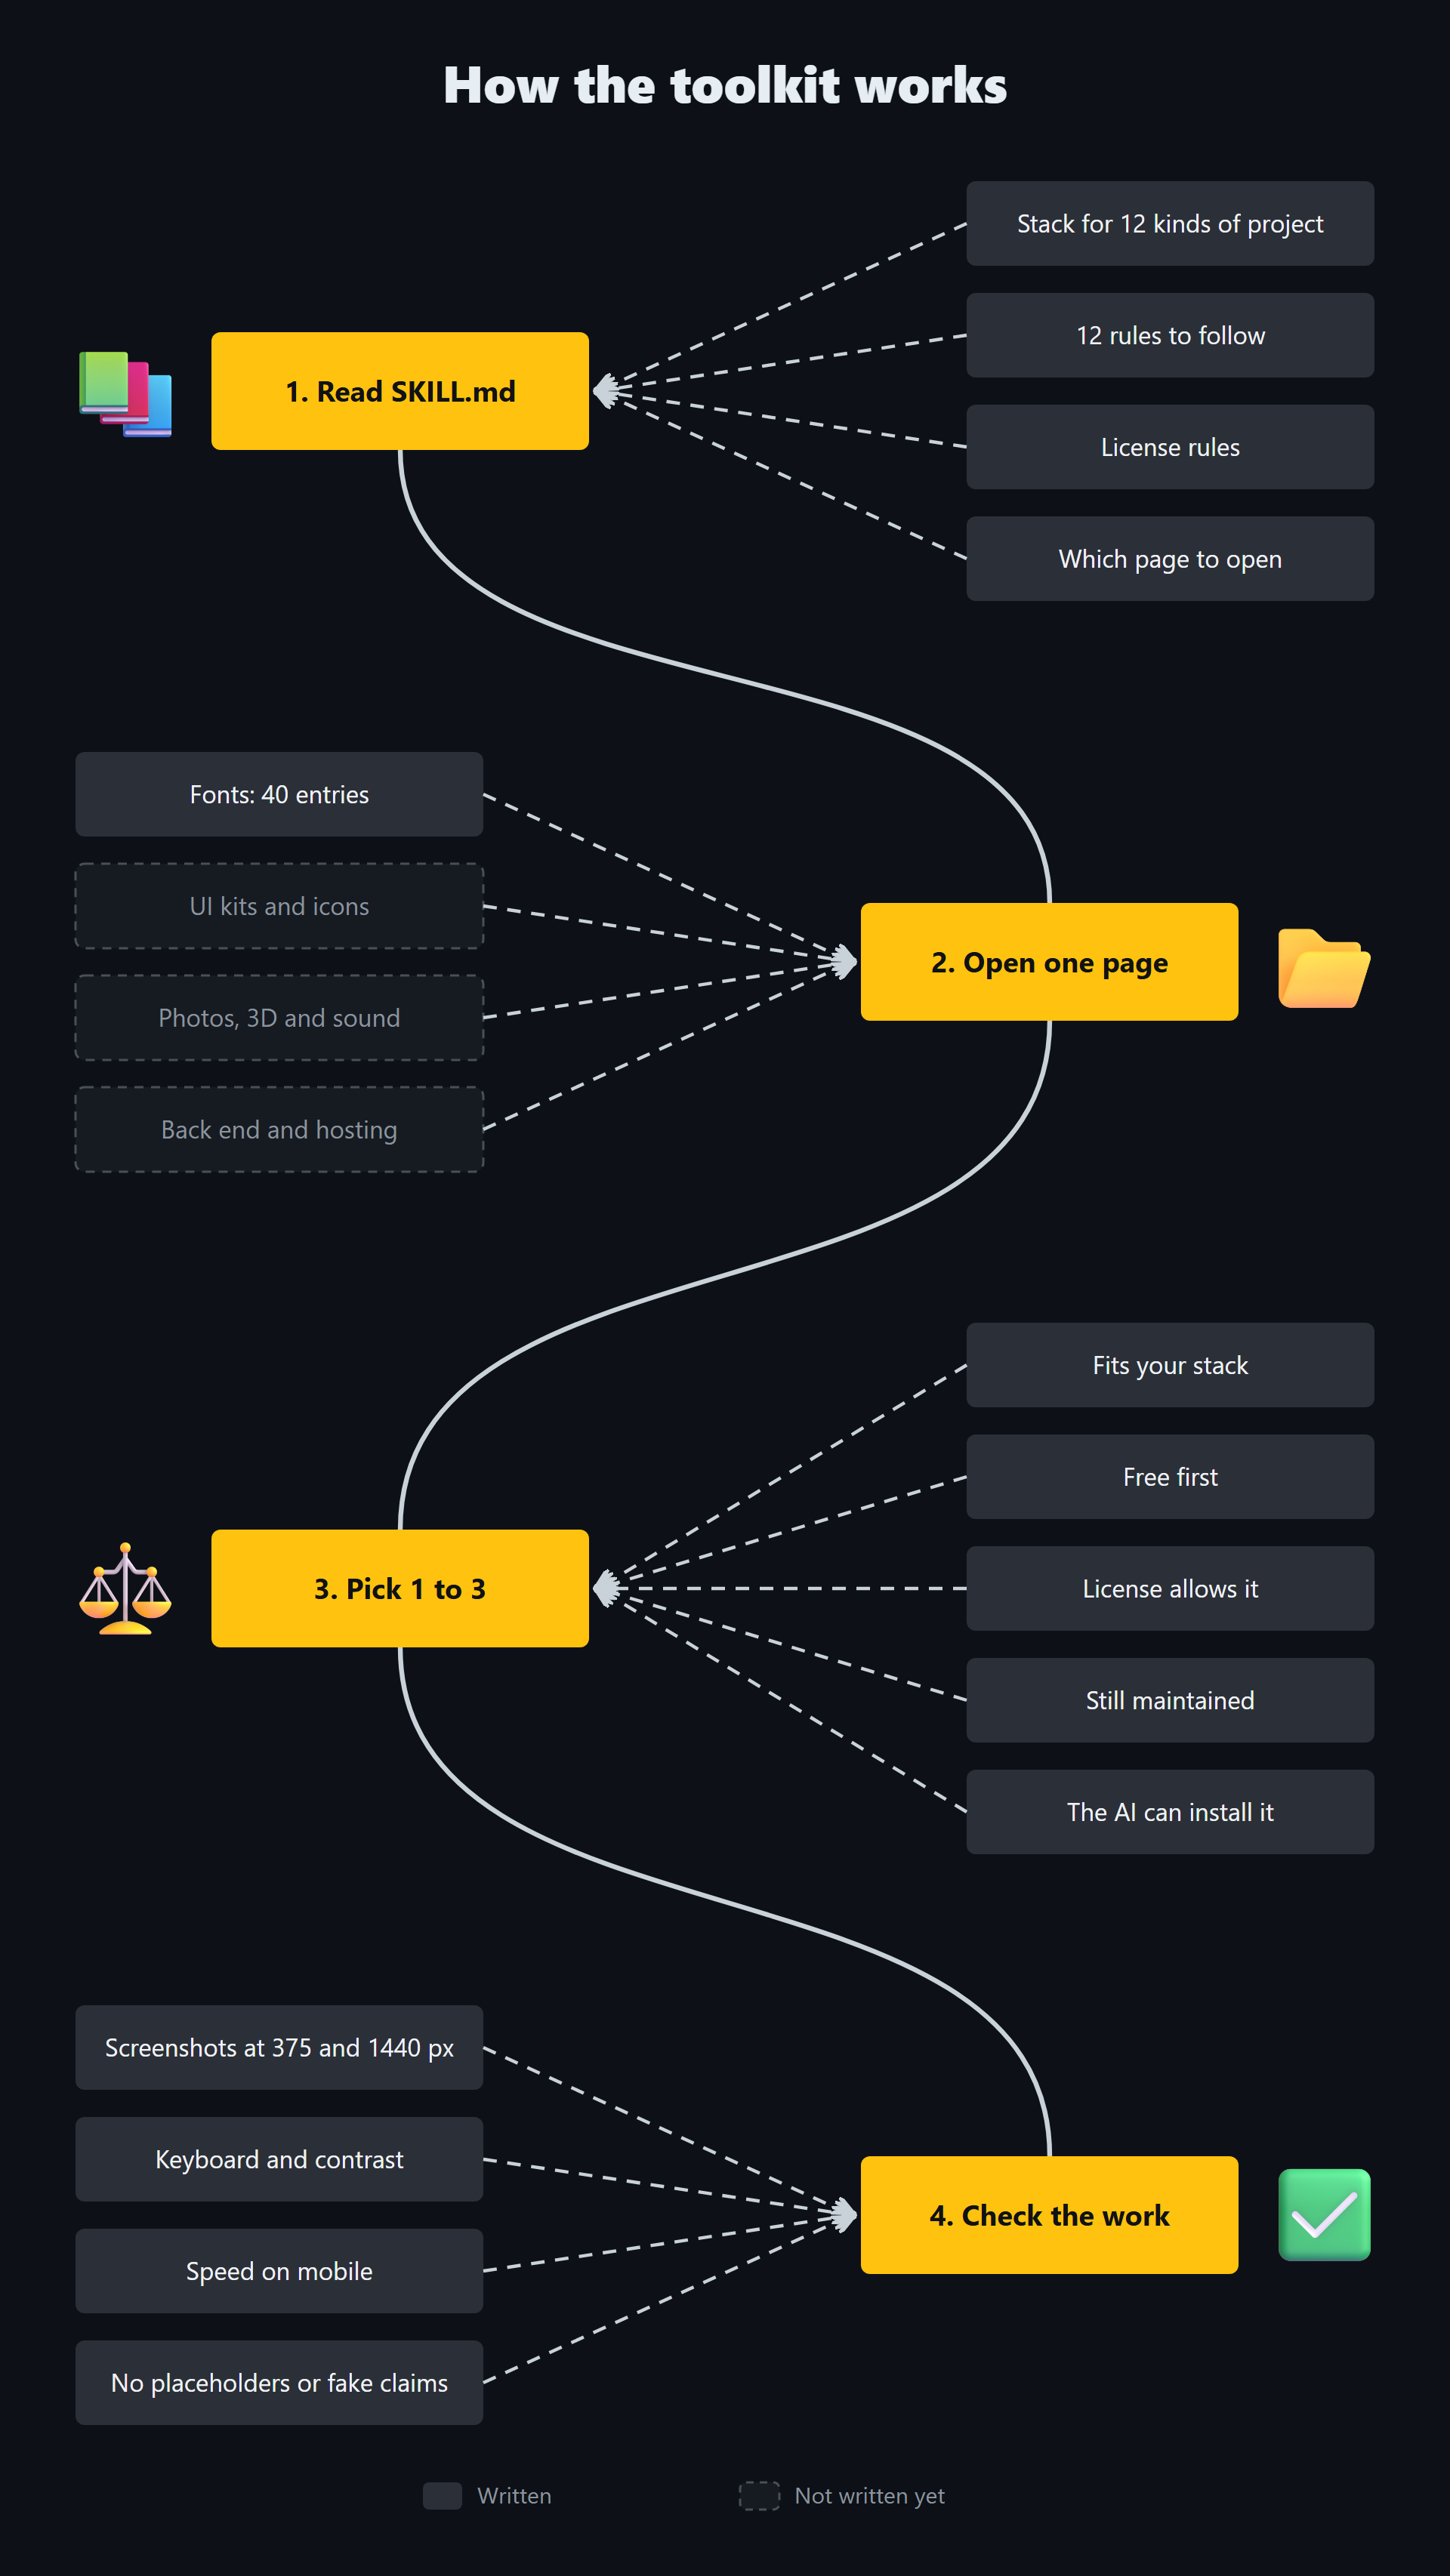 How the toolkit works
Stack for 12 kinds of project
12 rules to follow
License rules
Which page to open
1. Read SKILL.md
Fonts: 40 entries
UI kits and icons
Photos, 3D and sound
Back end and hosting
2. Open one page
Fits your stack
Free first
License allows it
Still maintained
The AI can install it
3. Pick 1 to 3
Screenshots at 375 and 1440 px
Keyboard and contrast
Speed on mobile
No placeholders or fake claims
4. Check the work
Written
Not written yet